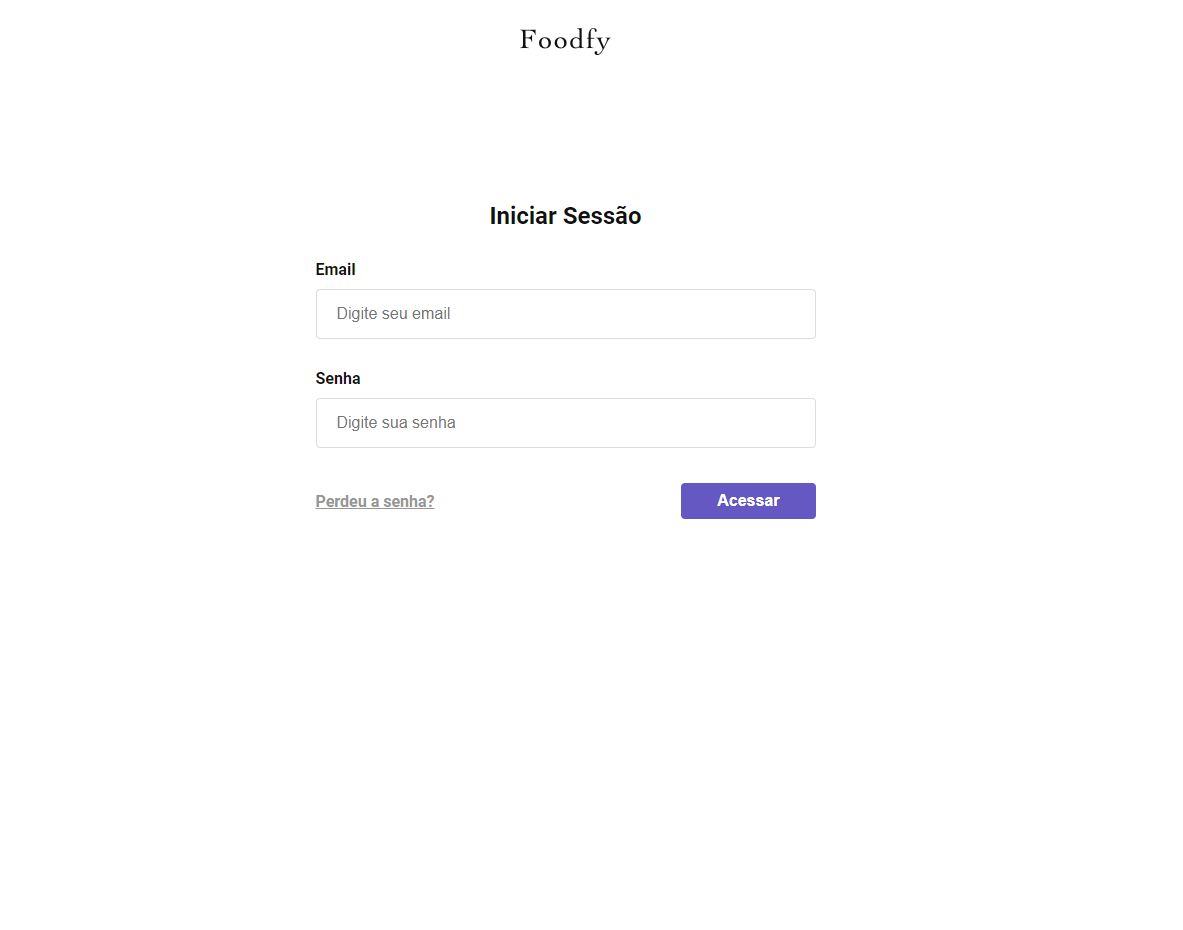 Foodfy
Iniciar Sessão
Email
Digite seu email
Senha
Digite sua senha
Perdeu a senha?
Acessar